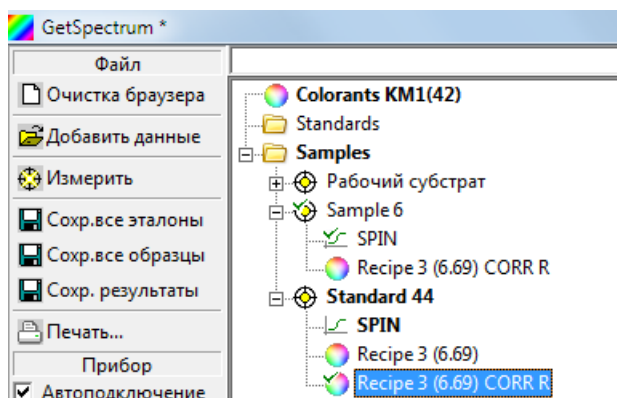 GetSpectrum *
Файл
Очистка браузера
Добавить данные
Измерить
Сохр.все эталоны
Сохр.все образцы
Сохр. результаты
Печать...
Прибор
Автоподключение
Colorants KM1(42)
Standards
Samples
Рабочий субстрат
Sample 6
SPIN
Recipe 3 (6.69) CORR R
Standard 44
SPIN
Recipe 3 (6.69)
Recipe 3 (6.69) CORR R